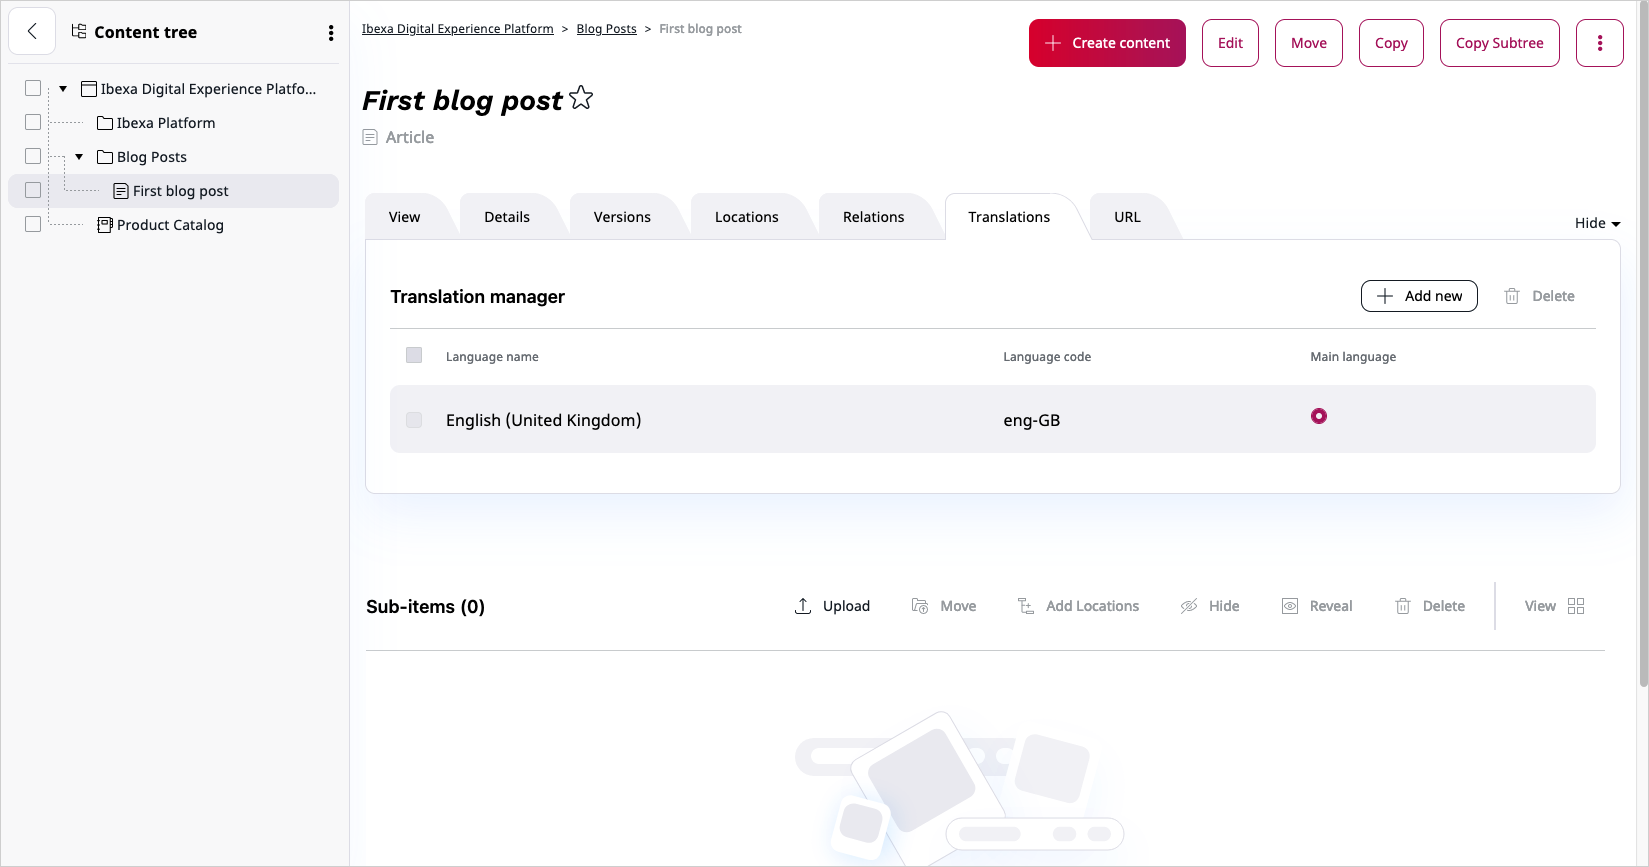 Content tree
Ibexa Digital Experience Platfo...
Ibexa Platform
Blog Posts
First blog post
Product Catalog
Ibexa Digital Experience Platform > Blog Posts > First blog post
Create content Edit Move Copy Copy Subtree
First blog post
Article
View Details Versions Locations Relations Translations URL
Hide
Translation manager
Add new Delete
Language name Language code Main language
English (United Kingdom) eng-GB
Sub-items (0)
Upload Move Add Locations Hide Reveal Delete View